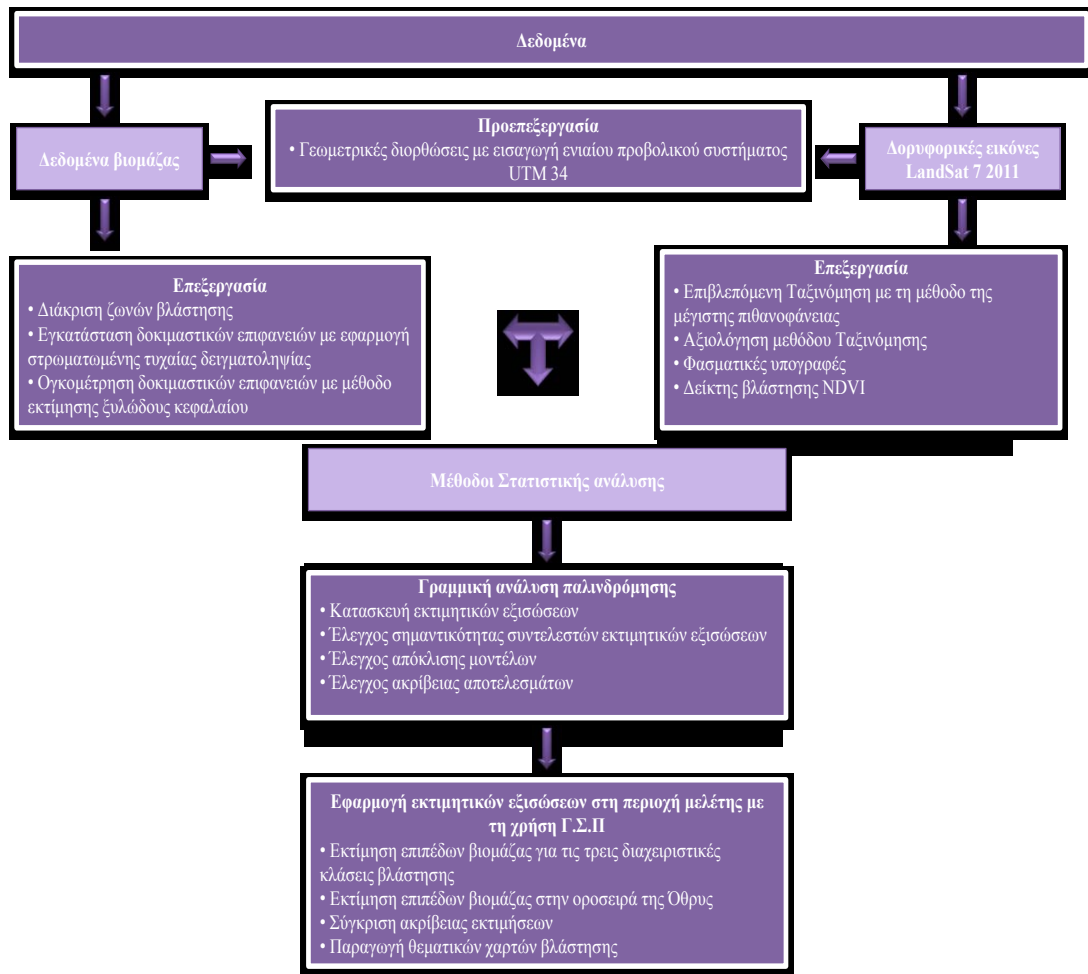 Δεδομένα
Δεδομένα βιομάζας
Προεπεξεργασία
• Γεωμετρικές διορθώσεις με εισαγωγή ενιαίου προβολικού συστήματος
UTM 34
Δορυφορικές εικόνες
LandSat 7 2011
Επεξεργασία
• Διάκριση ζωνών βλάστησης
• Εγκατάσταση δοκιμαστικών επιφανειών με εφαρμογή
στρωματωμένης τυχαίας δειγματοληψίας
• Ογκομέτρηση δοκιμαστικών επιφανειών με μέθοδο
εκτίμησης ξυλώδους κεφαλαίου
Επεξεργασία
• Επιβλεπόμενη Ταξινόμηση με τη μέθοδο της
μέγιστης πιθανοφάνειας
• Αξιολόγηση μεθόδου Ταξινόμησης
• Φασματικές υπογραφές
• Δείκτης βλάστησης NDVI
Μέθοδοι Στατιστικής ανάλυσης
Γραμμική ανάλυση παλινδρόμησης
• Κατασκευή εκτιμητικών εξισώσεων
• Έλεγχος σημαντικότητας συντελεστών εκτιμητικών εξισώσεων
• Έλεγχος απόκλισης μοντέλων
• Έλεγχος ακρίβειας αποτελεσμάτων
Εφαρμογή εκτιμητικών εξισώσεων στη περιοχή μελέτης με
τη χρήση Γ.Σ.Π
• Εκτίμηση επιπέδων βιομάζας για τις τρεις διαχειριστικές
κλάσεις βλάστησης
• Εκτίμηση επιπέδων βιομάζας στην οροσειρά της Όθρυς
• Σύγκριση ακρίβειας εκτιμήσεων
• Παραγωγή θεματικών χαρτών βλάστησης